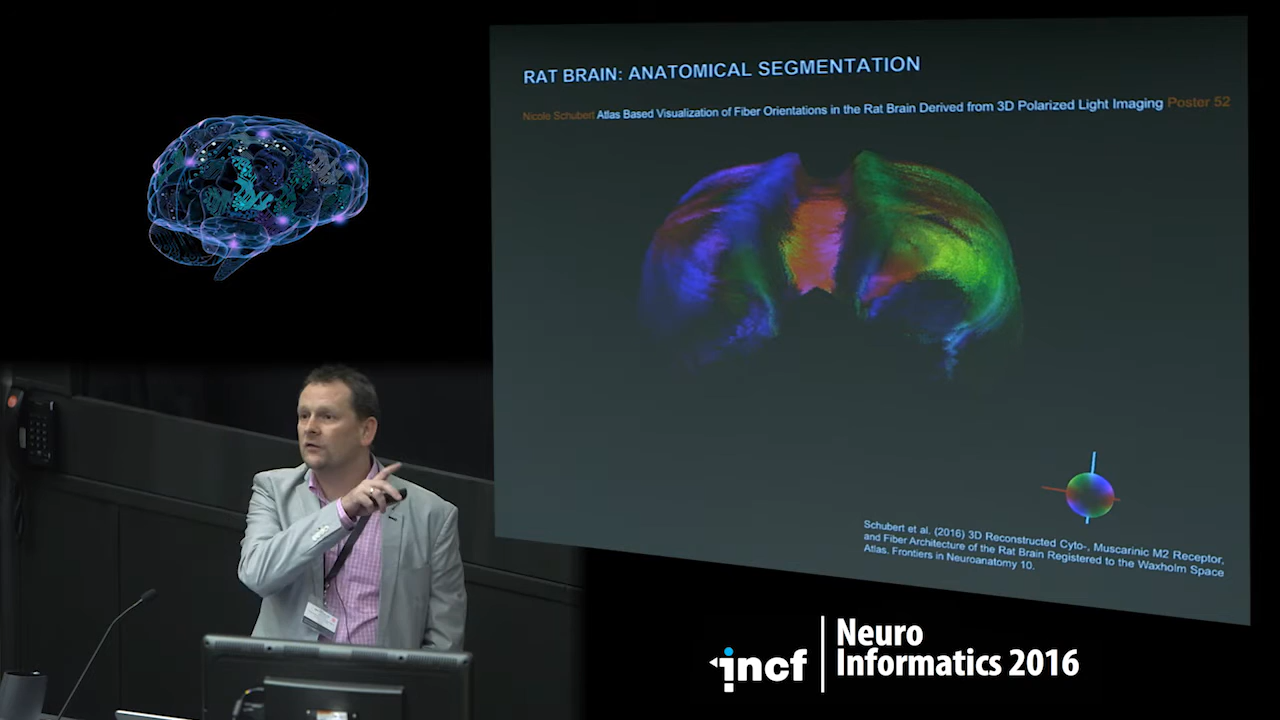 RAT BRAIN: ANATOMICAL SEGMENTATION
Nicole Schubert Atlas Based Visualization of Fiber Orientations in the Rat Brain Derived from 3D Polarized Light Imaging Poster 52
Schubert et al. (2016) 3D Reconstructed Cyto-, Muscarinic M2 Receptor,
and Fiber Architecture of the Rat Brain Registered to the Waxholm Space
Atlas. Frontiers in Neuroanatomy 10.
incf
Neuro
Informatics 2016